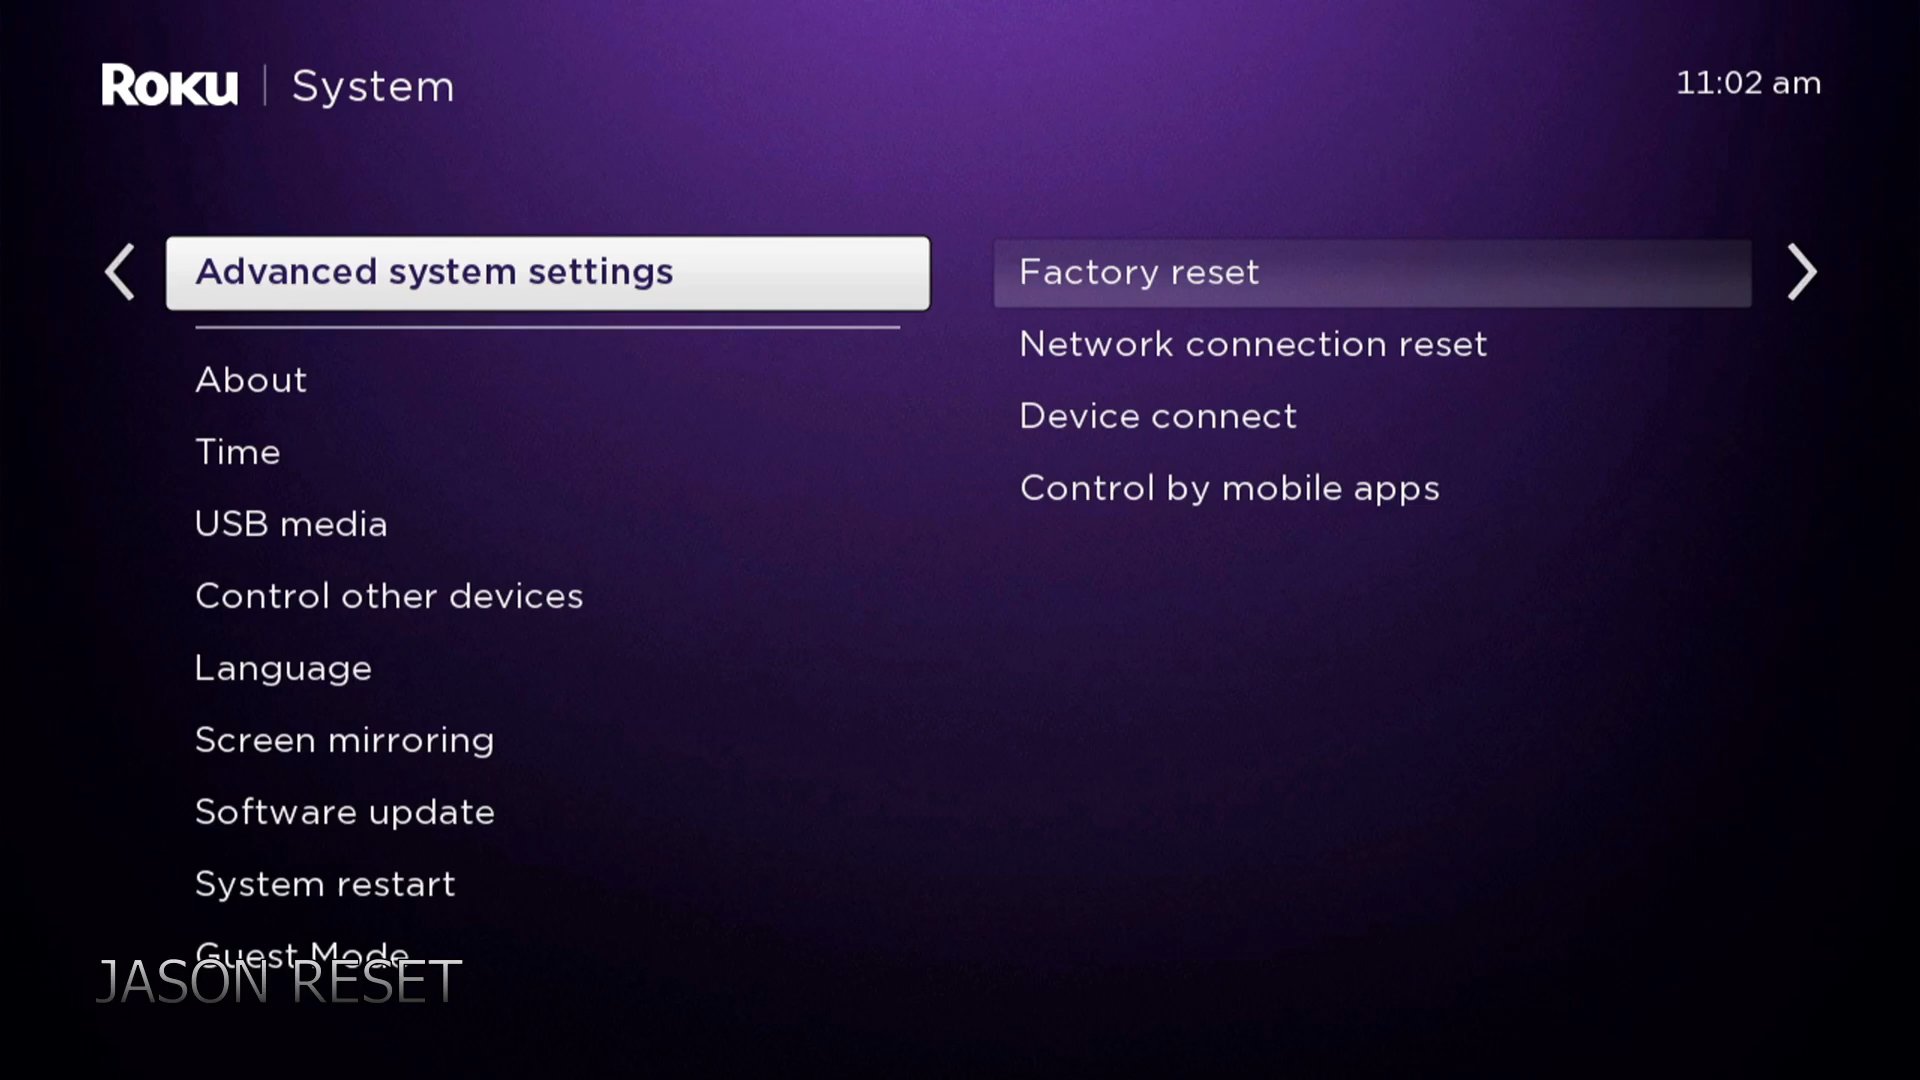 Roku System
11:02 am
Advanced system settings
About
Time
USB media
Control other devices
Language
Screen mirroring
Software update
System restart
Guest Mode
Factory reset
Network connection reset
Device connect
Control by mobile apps
JASON RESET